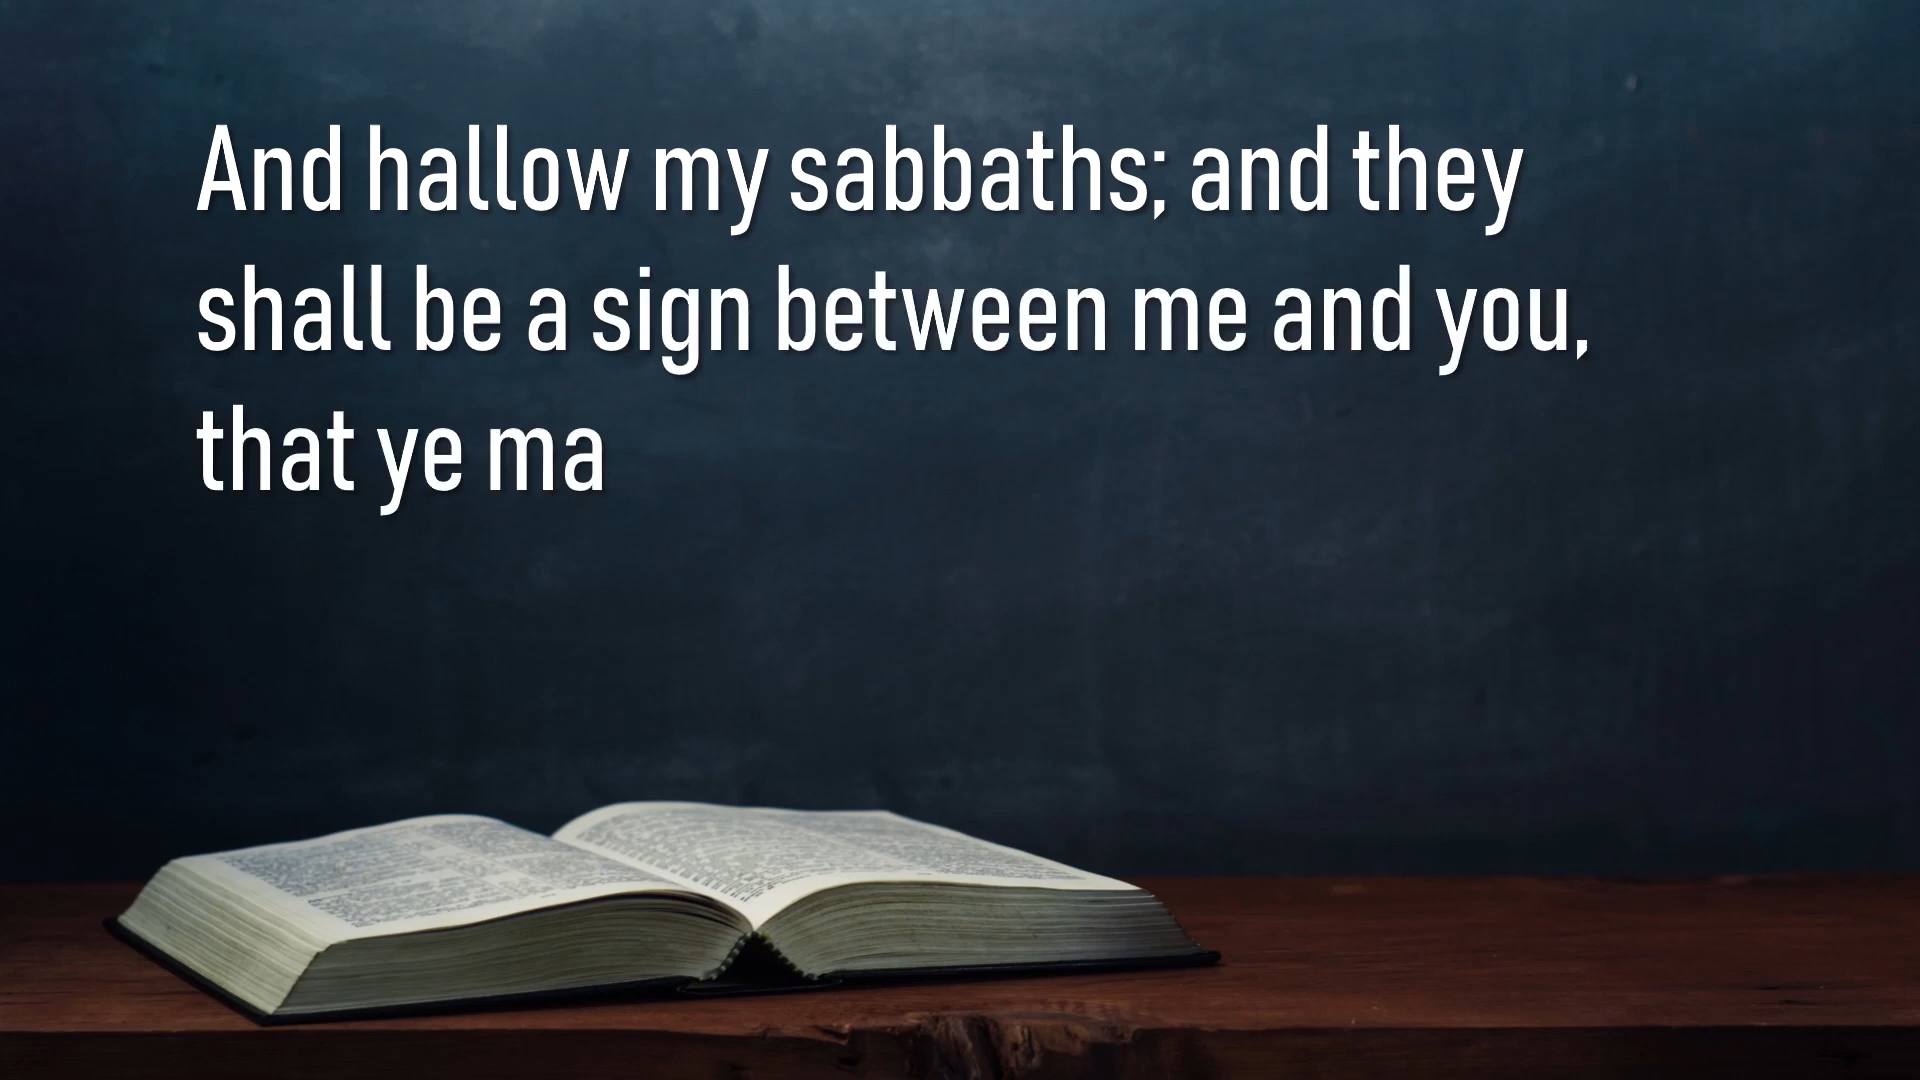 And hallow my sabbaths; and they
shall be a sign between me and you,
that ye ma